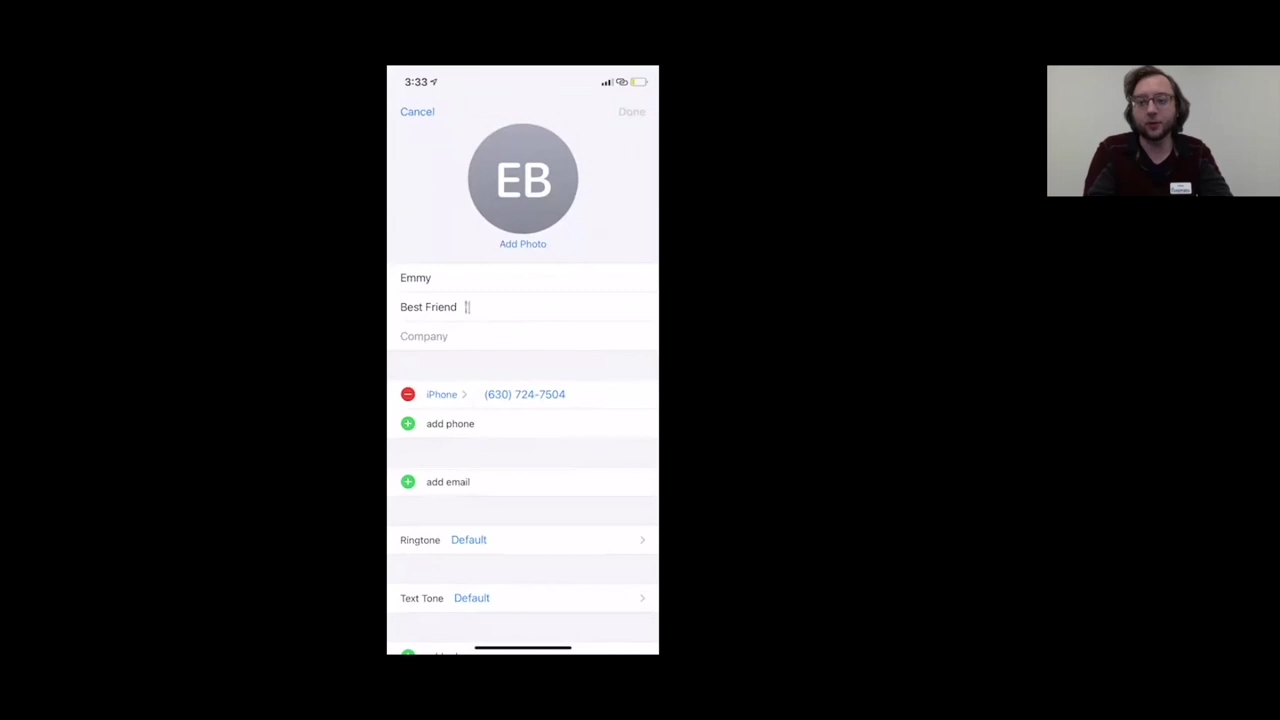 3:33
Cancel
Done
EB
Add Photo
Emmy
Best Friend 🍴
Company
iPhone
(630) 724-7504
add phone
add email
Ringtone
Default
Text Tone
Default